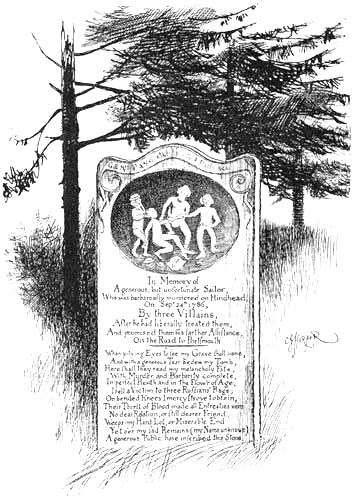 In Memory of
A generous, but unfortunate Sailor,
Who was barbarously murdered on Hindhead,
On Sepr 24th 1786,
By three Villains,
After he had liberally treated them,
And promised them his farther Assistance,
On the Road to Portsmouth
When pitying Eyes to see my Grave shall come,
And with a generous Tear bedew my Tomb;
Here shall they read my melancholy Fate,
With Murder and Barbarity complete.
In perfect Health and in the Flow'r of Age,
I fell a Victim to three Ruffians' Rage;
On bended Knees I mercy strove t'obtain,
Their Thirst of Blood made all Entreaties vain.
No dear Relation, or still dearer Friend,
Weeps my Hard Lot, or Miserable End
Yet o'er my sad Remains (my Name unknown)
A generous Public have inscribed this Stone.
C.G. Harper